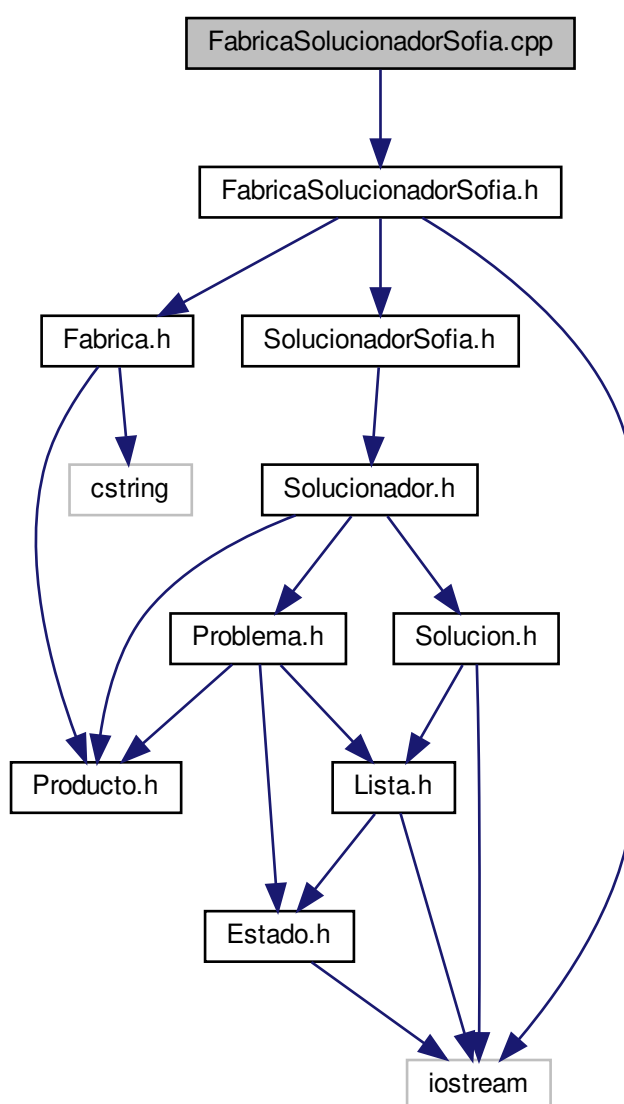 FabricaSolucionadorSofia.cpp
FabricaSolucionadorSofia.h
Fabrica.h
SolucionadorSofia.h
cstring
Solucionador.h
Problema.h
Solucion.h
Producto.h
Lista.h
Estado.h
iostream